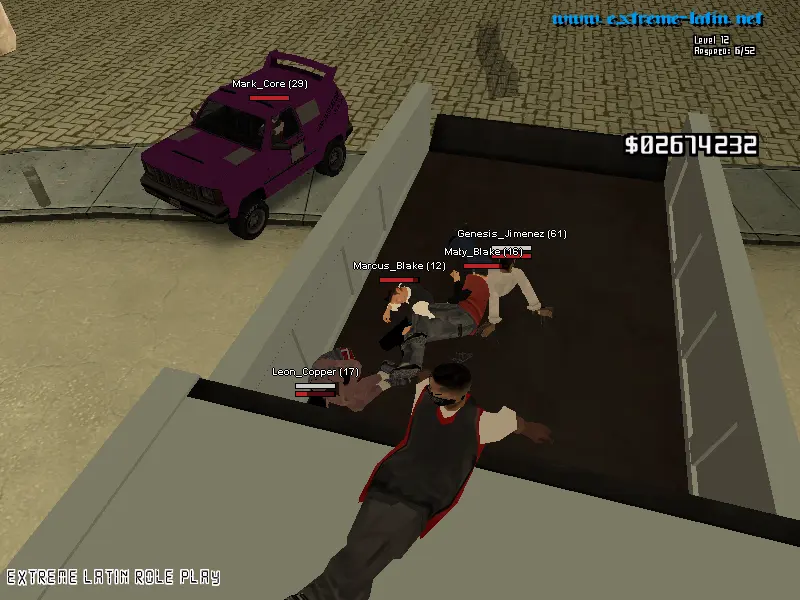 www.extreme-latin.net
Level 12
Respeto: 6/52
Mark_Core (29)
$02674232
Genesis_Jimenez (61)
Maty_Blake (16)
Marcus_Blake (12)
Leon_Copper (17)
EXTREME LATIN ROLE PLAY